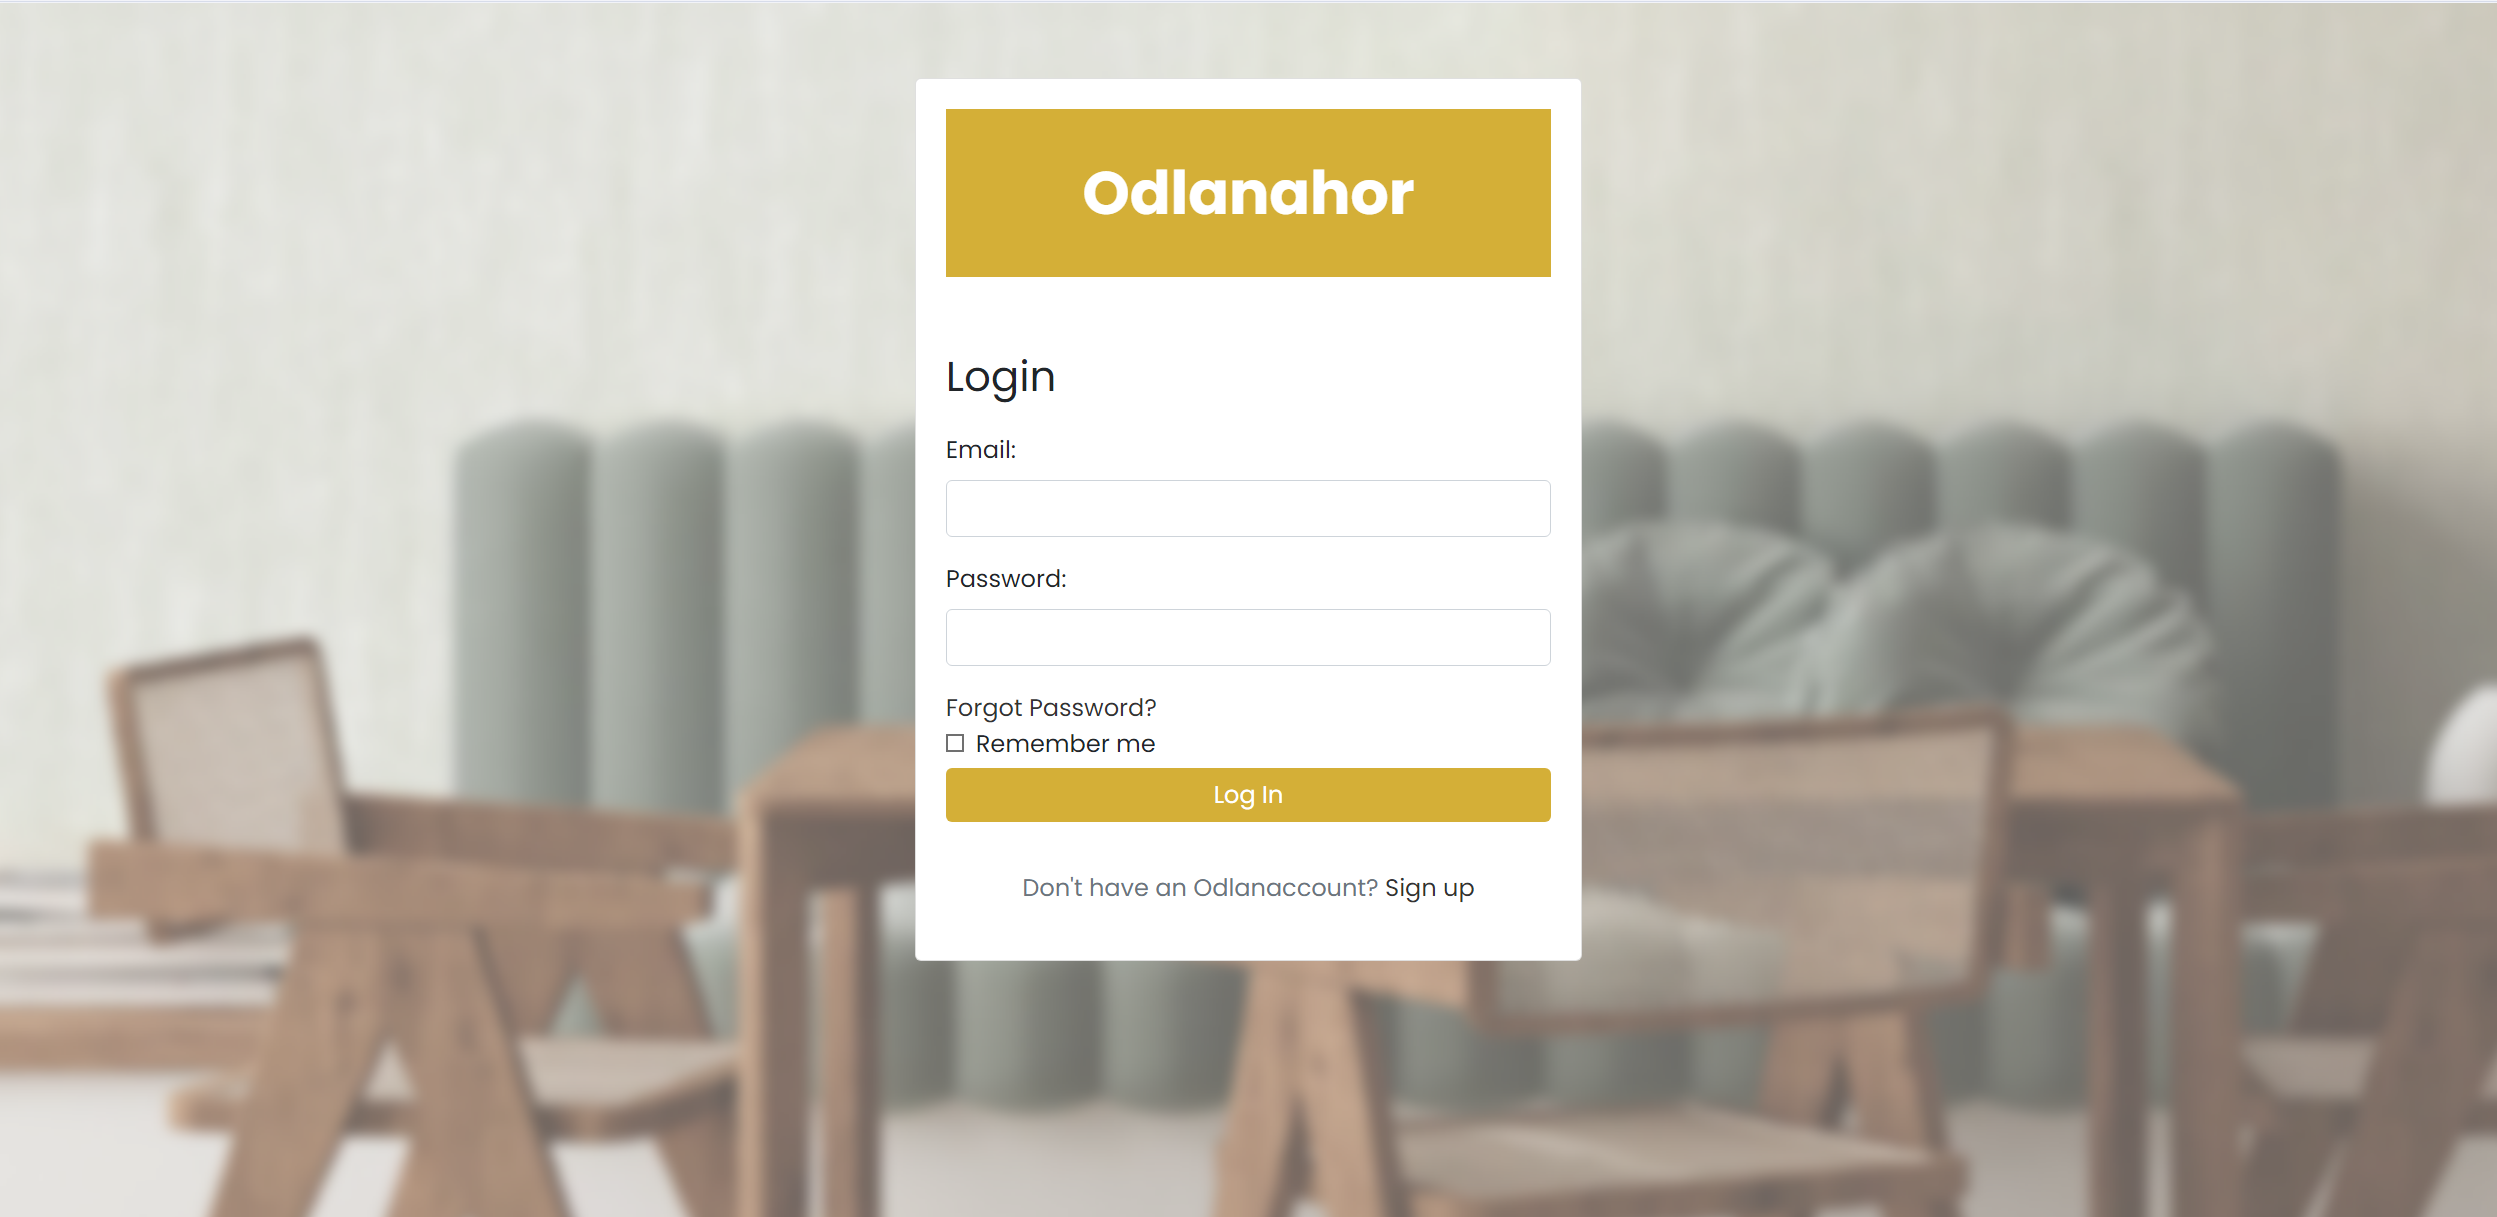 Odlanahor
Login
Email:
Password:
Forgot Password?
Remember me
Log In
Don't have an Odlanaccount? Sign up